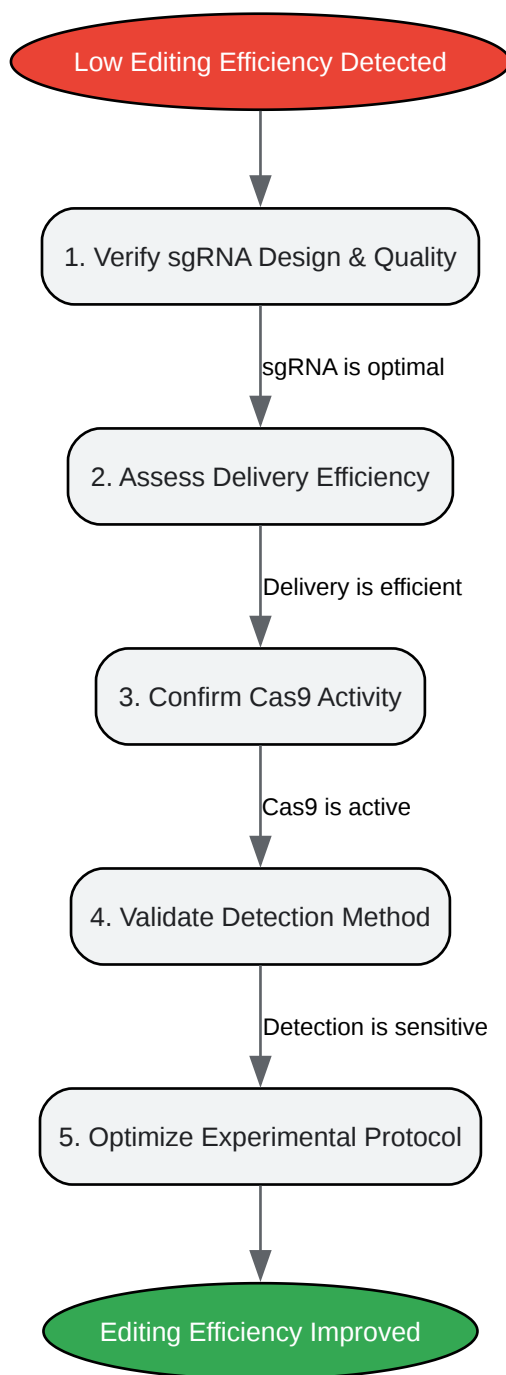 Low Editing Efficiency Detected
1. Verify sgRNA Design & Quality
sgRNA is optimal
2. Assess Delivery Efficiency
Delivery is efficient
3. Confirm Cas9 Activity
Cas9 is active
4. Validate Detection Method
Detection is sensitive
5. Optimize Experimental Protocol
Editing Efficiency Improved